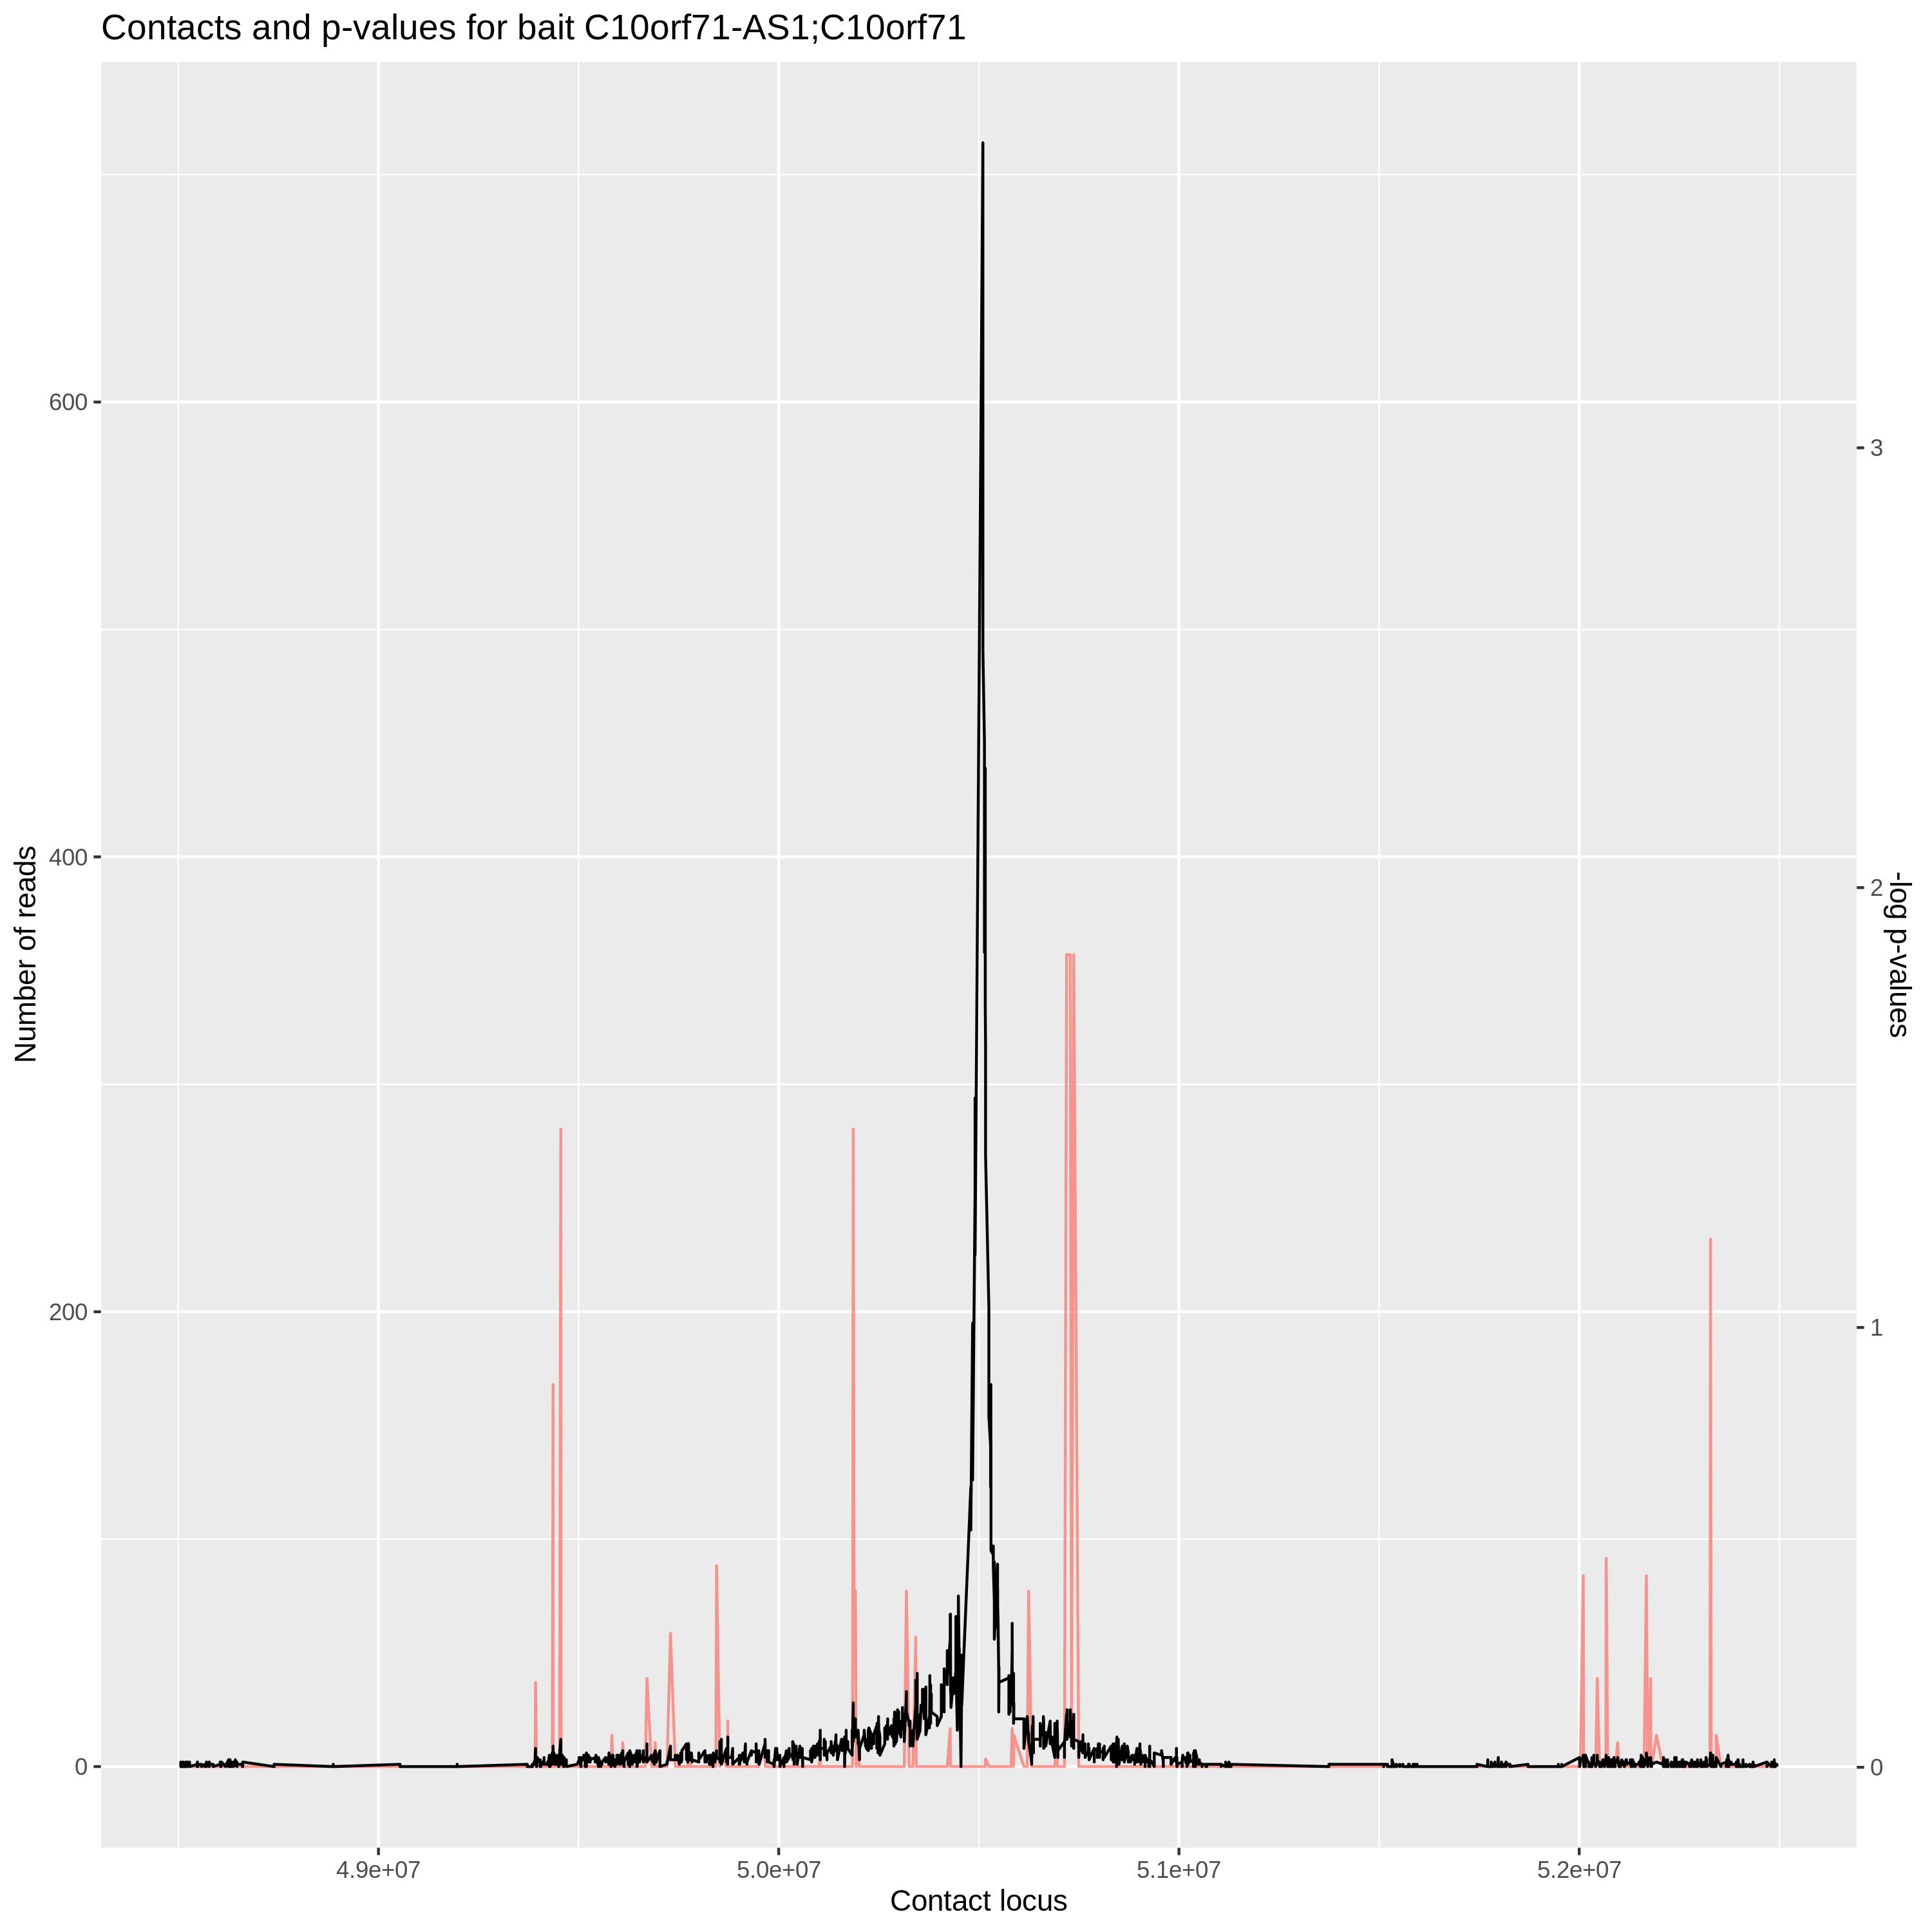 Contacts and p-values for bait C10orf71-AS1;C10orf71
600
400
200
0
Number of reads
3
2
1
0
-log p-values
4.9e+07
5.0e+07
5.1e+07
5.2e+07
Contact locus